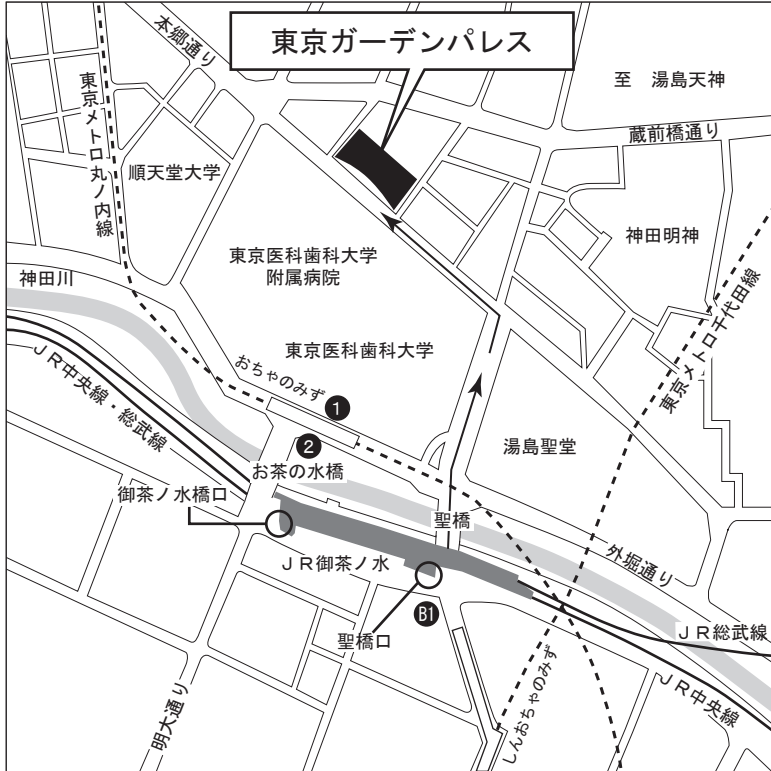 東京ガーデンパレス
本郷通り
至 湯島天神
蔵前橋通り
東京メトロ丸ノ内線
順天堂大学
神田明神
東京医科歯科大学
附属病院
神田川
東京医科歯科大学
東京メトロ千代田線
JR中央線・総武線
おちゃのみず
1
2
湯島聖堂
お茶の水橋
御茶ノ水橋口
聖橋
外堀通り
JR御茶ノ水
B1
聖橋口
JR総武線
しんおちゃのみず
JR中央線
明大通り